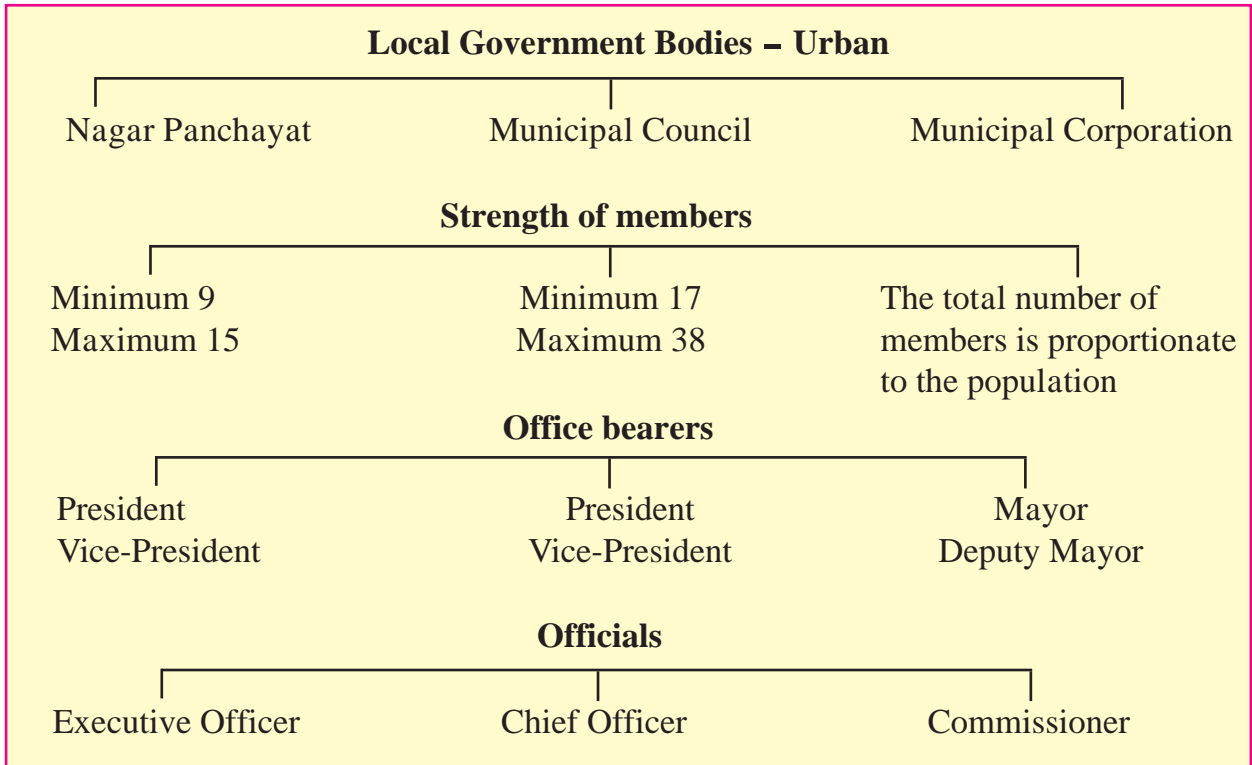 Local Government Bodies – Urban
Nagar Panchayat Municipal Council Municipal Corporation
Strength of members
Minimum 9 Minimum 17 The total number of
Maximum 15 Maximum 38 members is proportionate
to the population
Office bearers
President President Mayor
Vice-President Vice-President Deputy Mayor
Officials
Executive Officer Chief Officer Commissioner